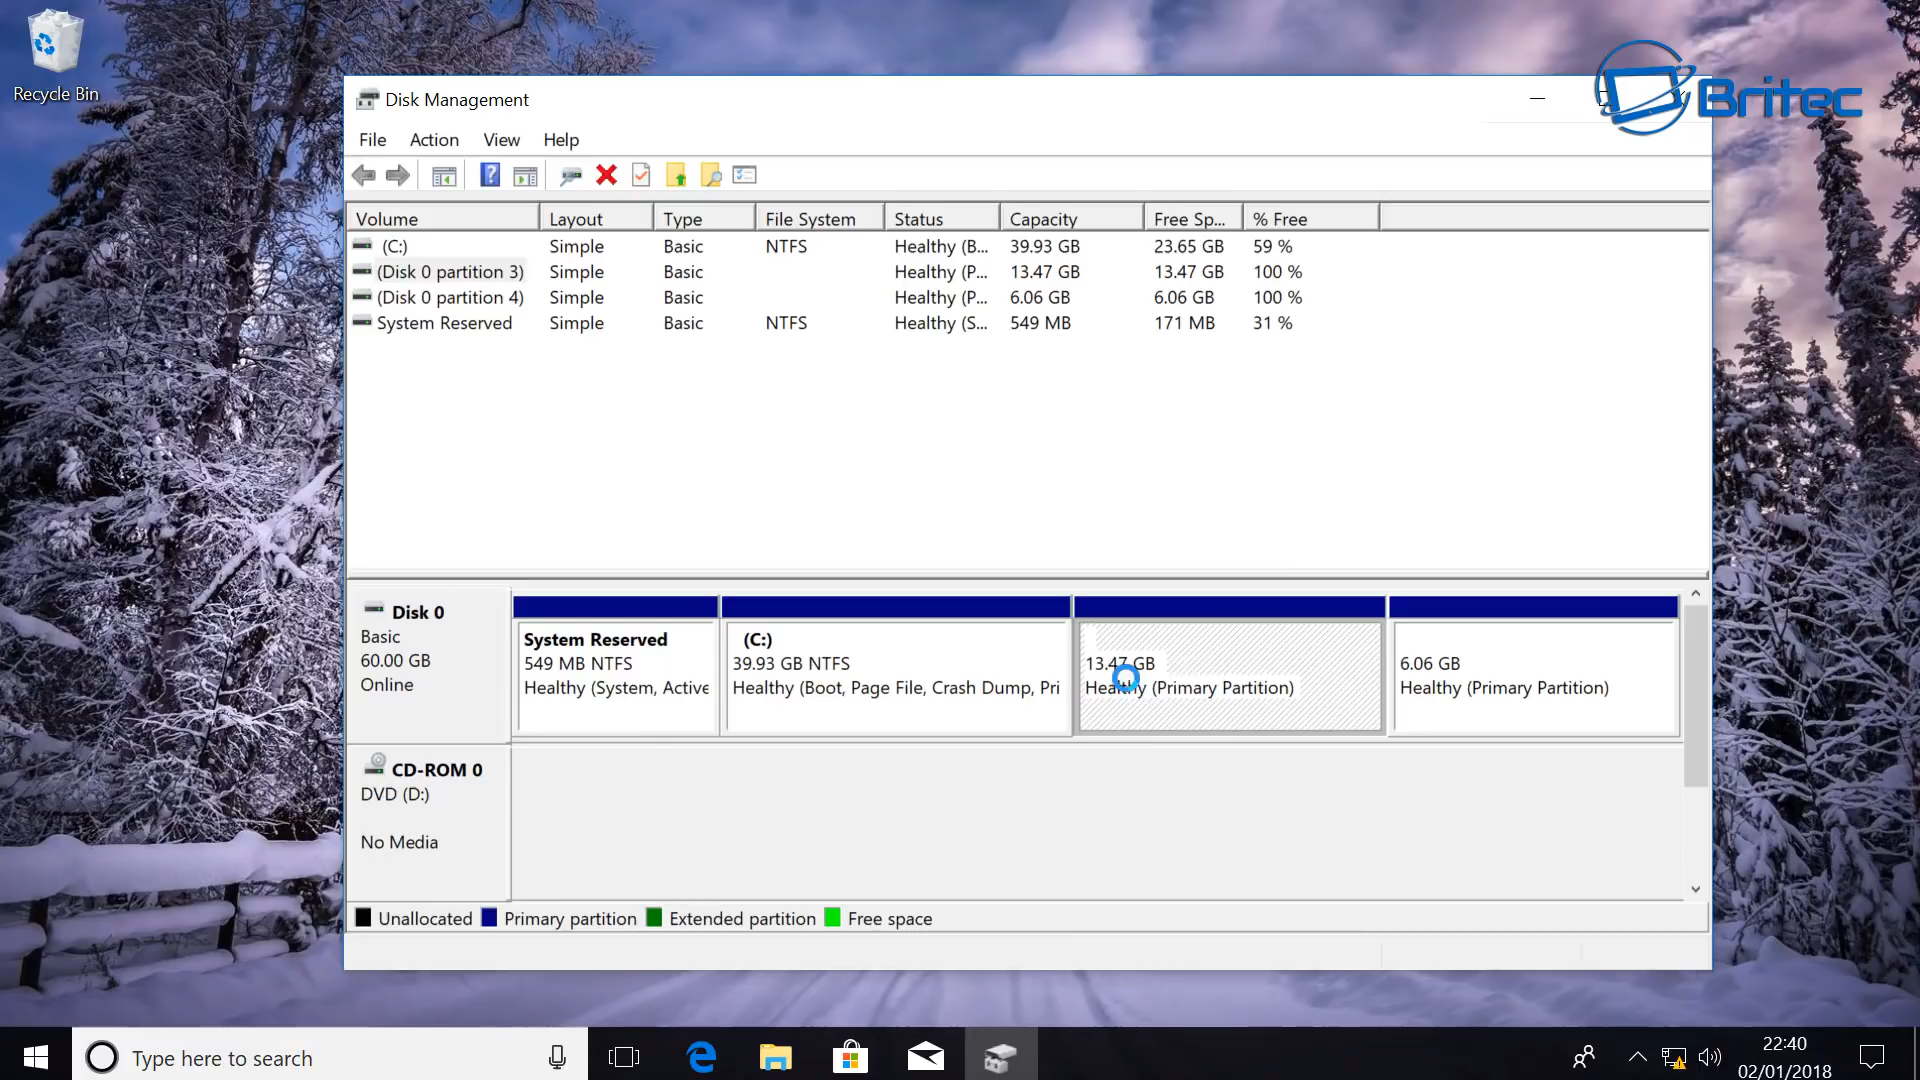 Recycle Bin
Britec
Disk Management
File Action View Help
Volume Layout Type File System Status Capacity Free Sp... % Free
(C:) Simple Basic NTFS Healthy (B... 39.93 GB 23.65 GB 59 %
(Disk 0 partition 3) Simple Basic Healthy (P... 13.47 GB 13.47 GB 100 %
(Disk 0 partition 4) Simple Basic Healthy (P... 6.06 GB 6.06 GB 100 %
System Reserved Simple Basic NTFS Healthy (S... 549 MB 171 MB 31 %
Disk 0
Basic
60.00 GB
Online
System Reserved
549 MB NTFS
Healthy (System, Active
(C:)
39.93 GB NTFS
Healthy (Boot, Page File, Crash Dump, Pri
13.47 GB
Healthy (Primary Partition)
6.06 GB
Healthy (Primary Partition)
CD-ROM 0
DVD (D:)
No Media
Unallocated Primary partition Extended partition Free space
Type here to search
22:40
02/01/2018